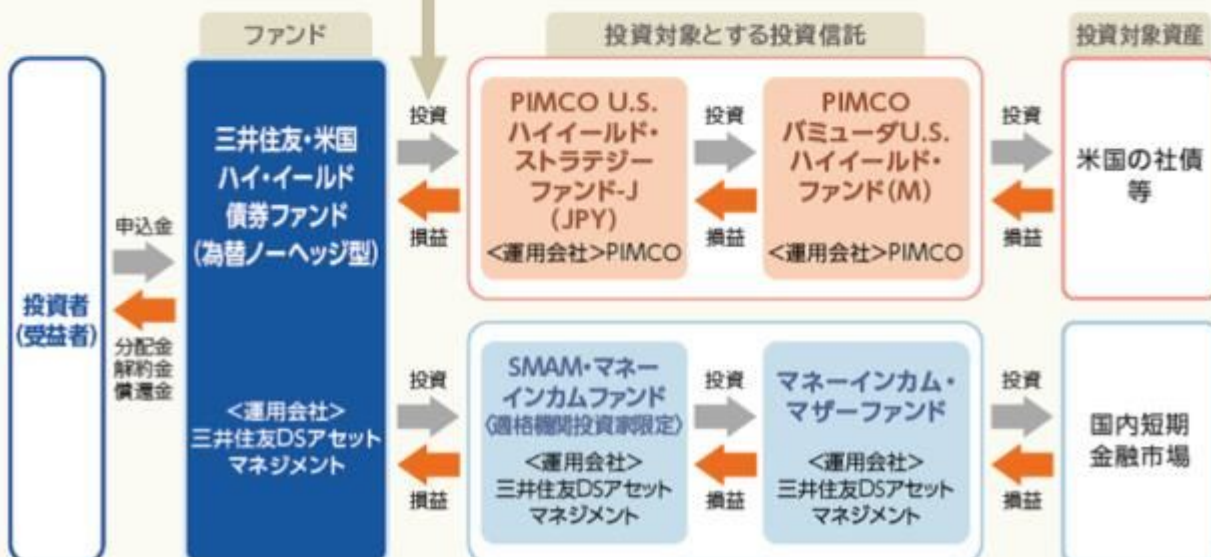 ファンド
投資対象とする投資信託
投資対象資産
投資者
(受益者)
申込金
分配金
解約金
償還金
三井住友・米国
ハイ・イールド
債券ファンド
(為替ノーヘッジ型)
<運用会社>
三井住友DSアセット
マネジメント
投資
損益
PIMCO U.S.
ハイイールド・
ストラテジー
ファンド-J
(JPY)
<運用会社>PIMCO
投資
損益
PIMCO
バミューダU.S.
ハイイールド・
ファンド(M)
<運用会社>PIMCO
投資
損益
米国の社債
等
投資
損益
SMAM・マネー
インカムファンド
〈適格機関投資家限定〉
<運用会社>
三井住友DSアセット
マネジメント
投資
損益
マネーインカム・
マザーファンド
<運用会社>
三井住友DSアセット
マネジメント
投資
損益
国内短期
金融市場